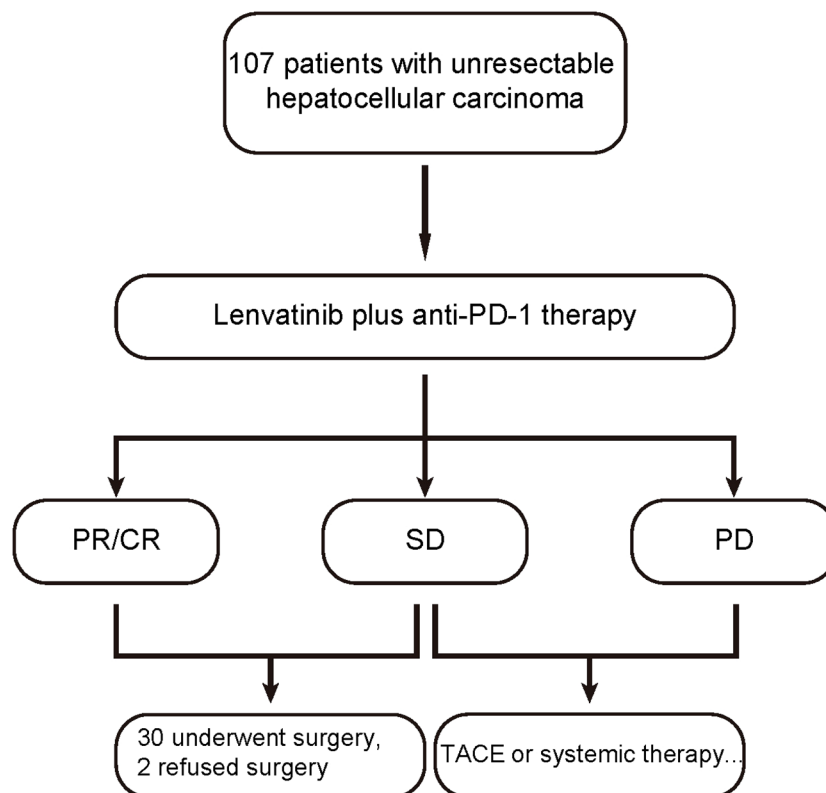 107 patients with unresectable
hepatocellular carcinoma
Lenvatinib plus anti-PD-1 therapy
PR/CR
SD
PD
30 underwent surgery,
2 refused surgery
TACE or systemic therapy...